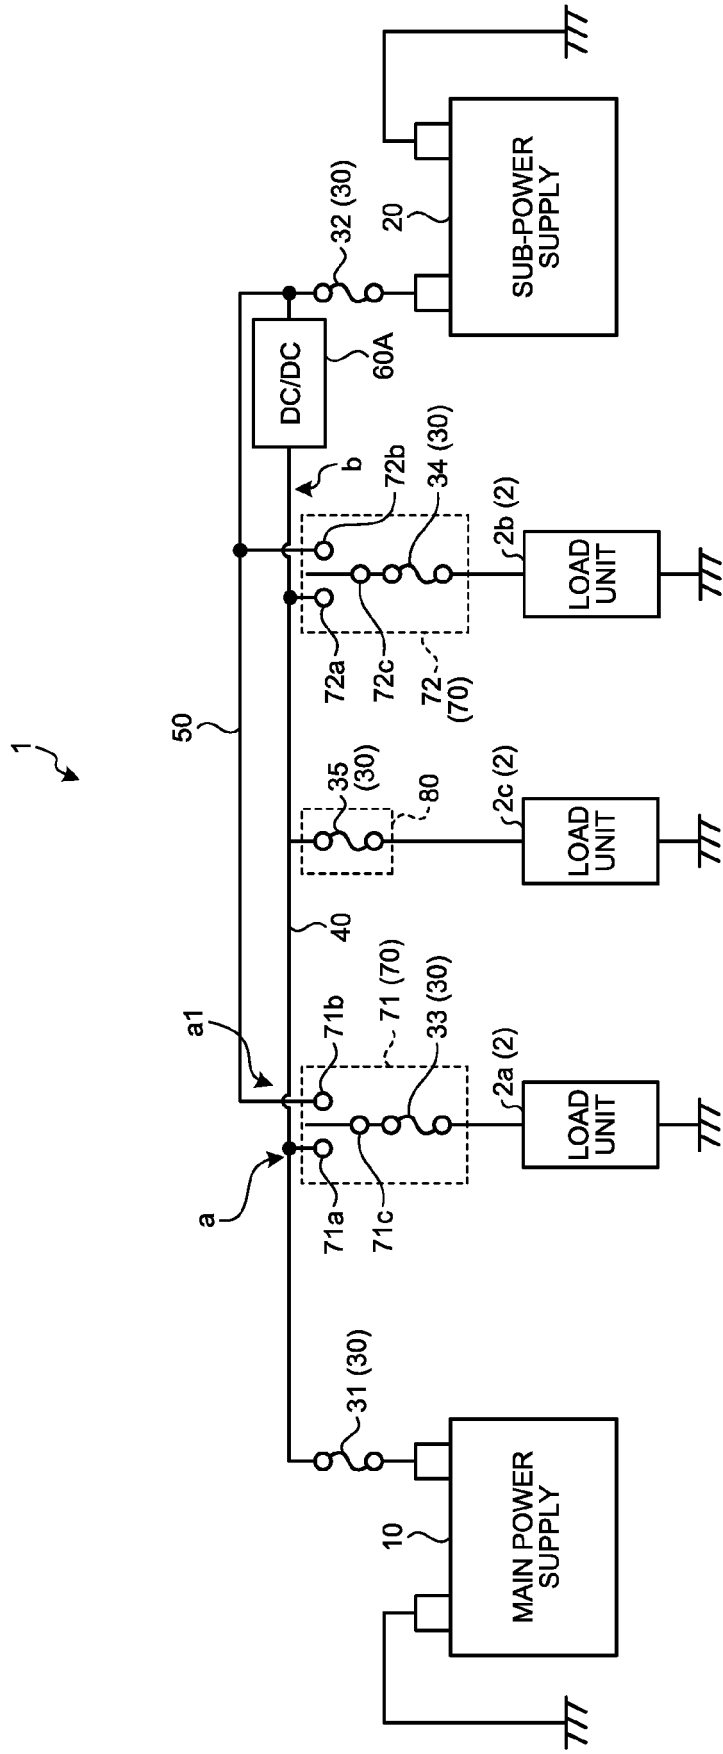 1
50
a1
a
40
b
DC/DC
60A
32 (30)
31 (30)
71a
71b
71c
71 (70)
33 (30)
35
(30)
80
72a
72b
72c
72
(70)
34 (30)
10
MAIN POWER
SUPPLY
2a (2)
LOAD
UNIT
2c (2)
LOAD
UNIT
2b (2)
LOAD
UNIT
20
SUB-POWER
SUPPLY